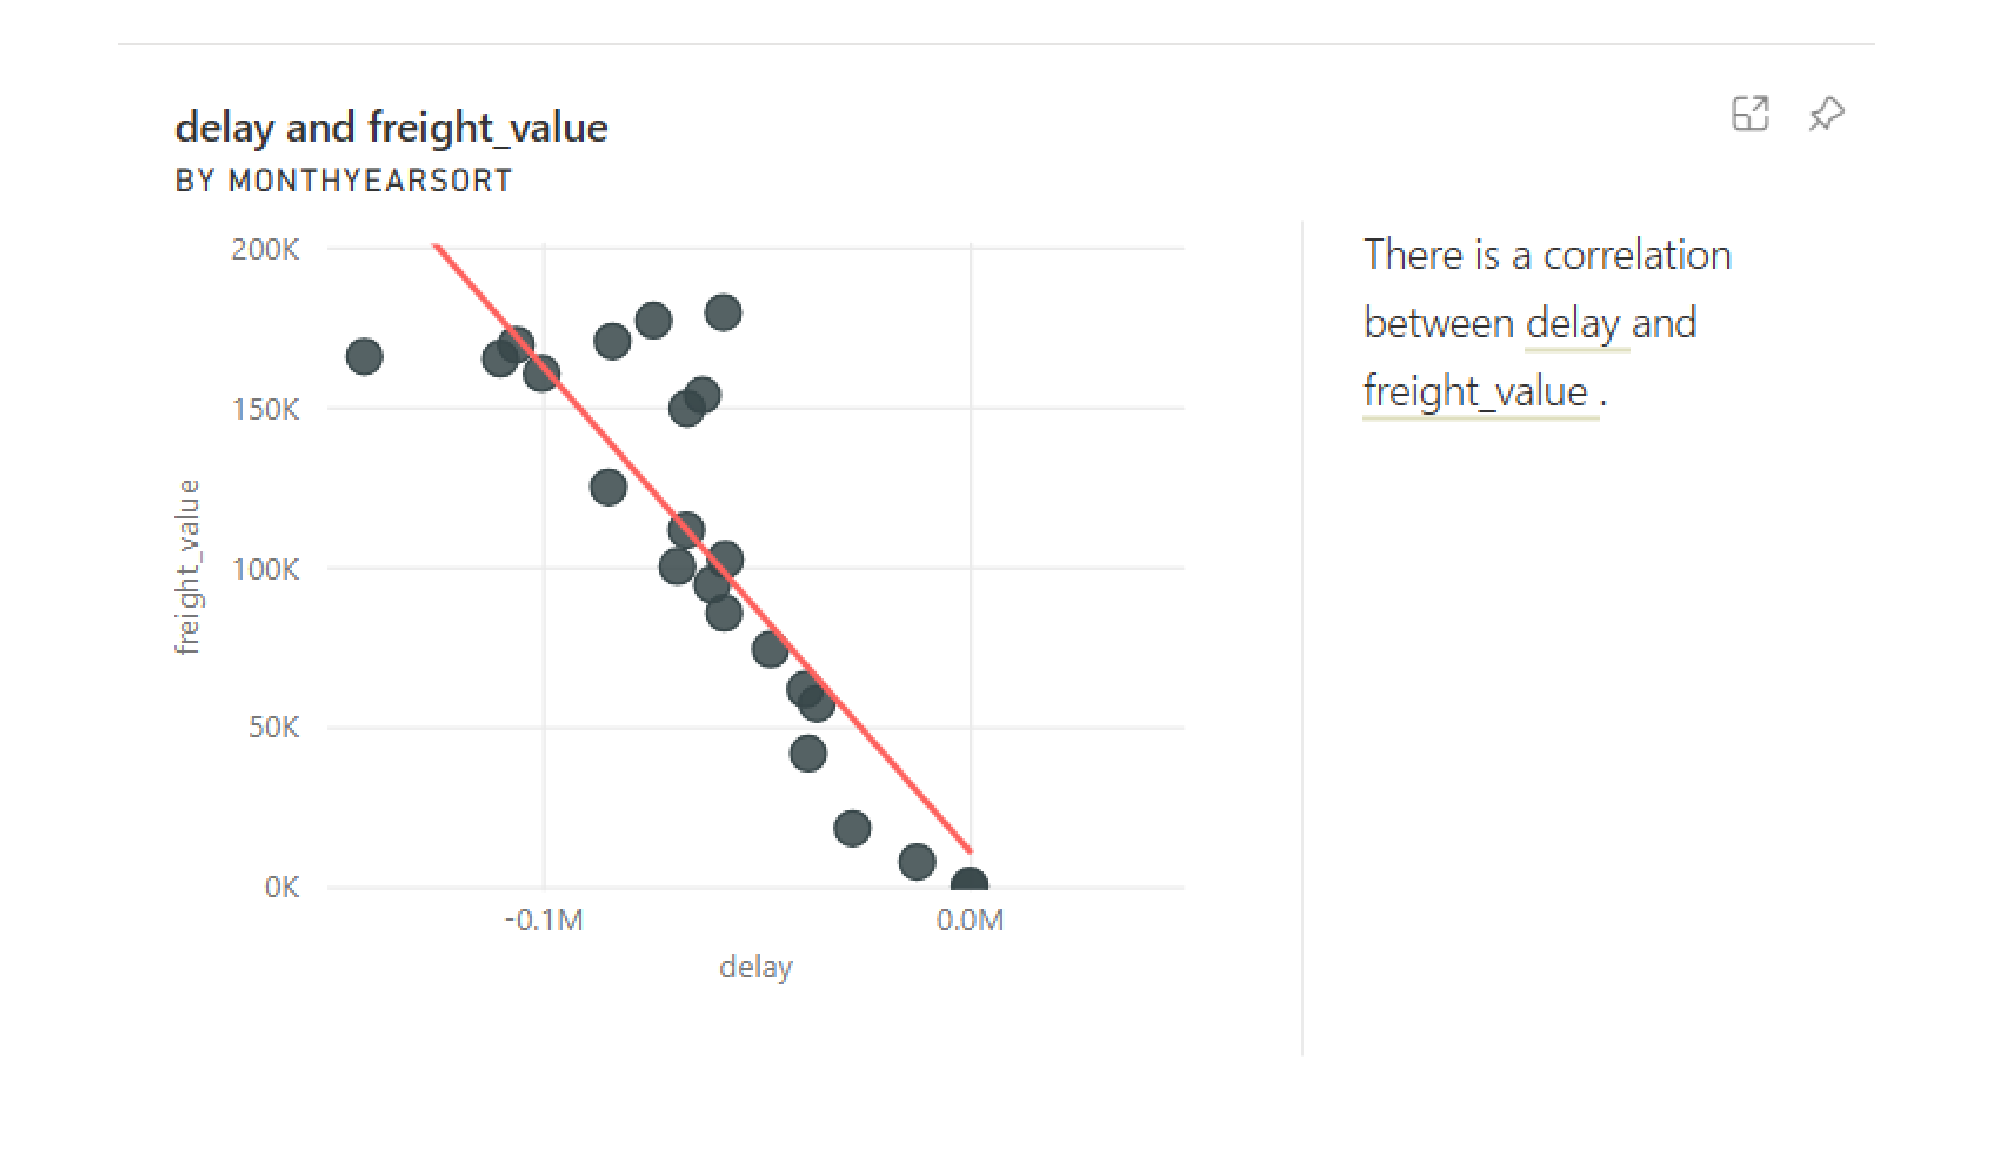 delay and freight_value
BY MONTHYEARSORT
200K
150K
100K
50K
0K
freight_value
-0.1M
0.0M
delay
There is a correlation
between delay and
freight_value .